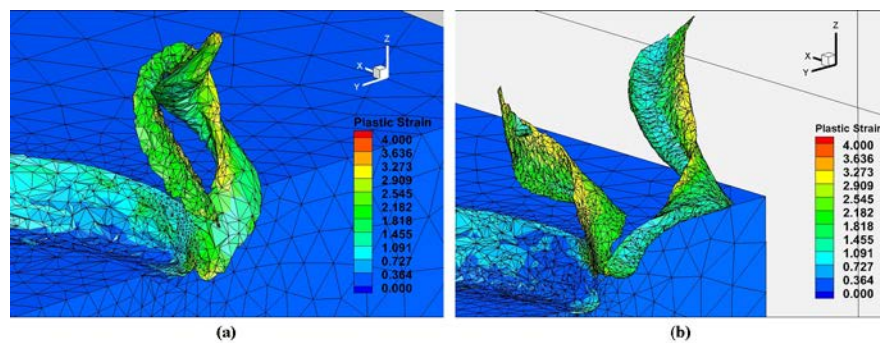 Z
X
Y
Plastic Strain
4.000
3.636
3.273
2.909
2.545
2.182
1.818
1.455
1.091
0.727
0.364
0.000
(a)
Z
X
Y
Plastic Strain
4.000
3.636
3.273
2.909
2.545
2.182
1.818
1.455
1.091
0.727
0.364
0.000
(b)